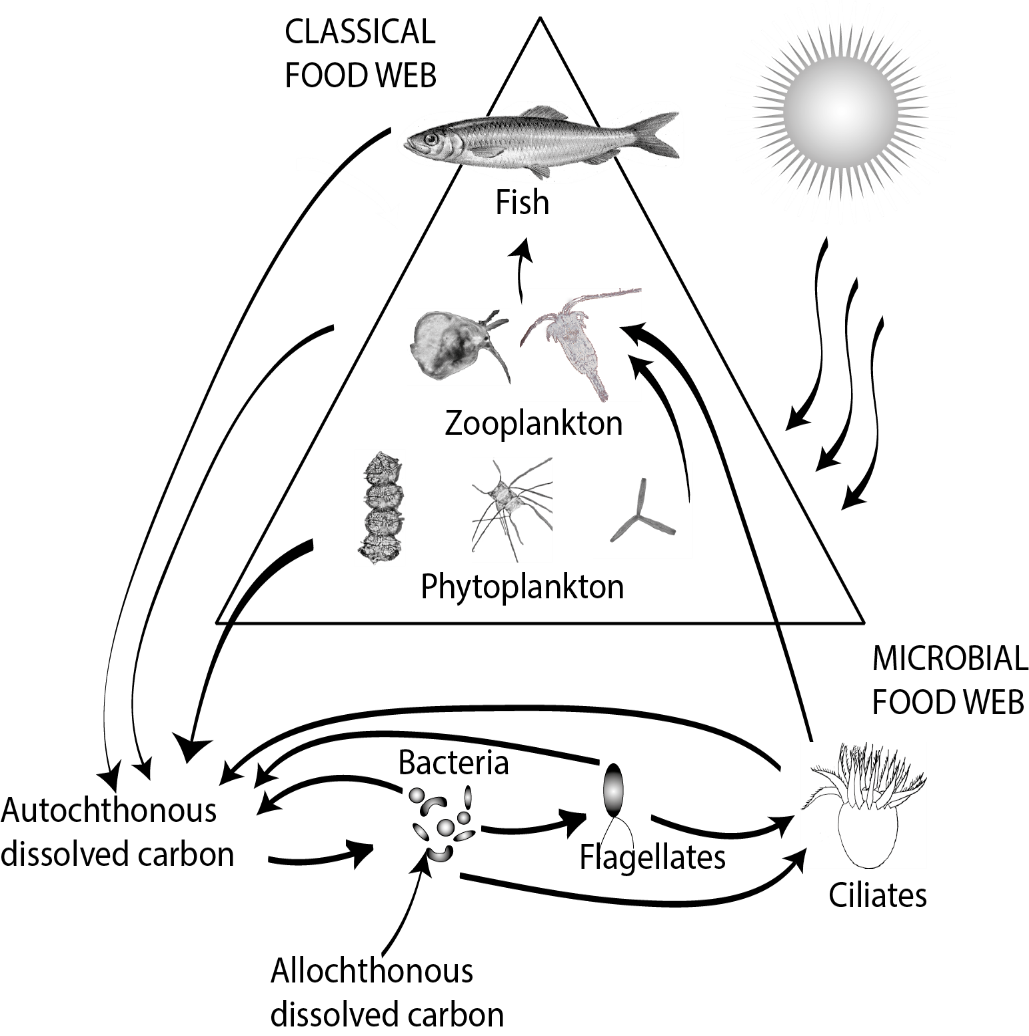 CLASSICAL
FOOD WEB
Fish
Zooplankton
Phytoplankton
MICROBIAL
FOOD WEB
Bacteria
Autochthonous
dissolved carbon
Flagellates
Ciliates
Allochthonous
dissolved carbon